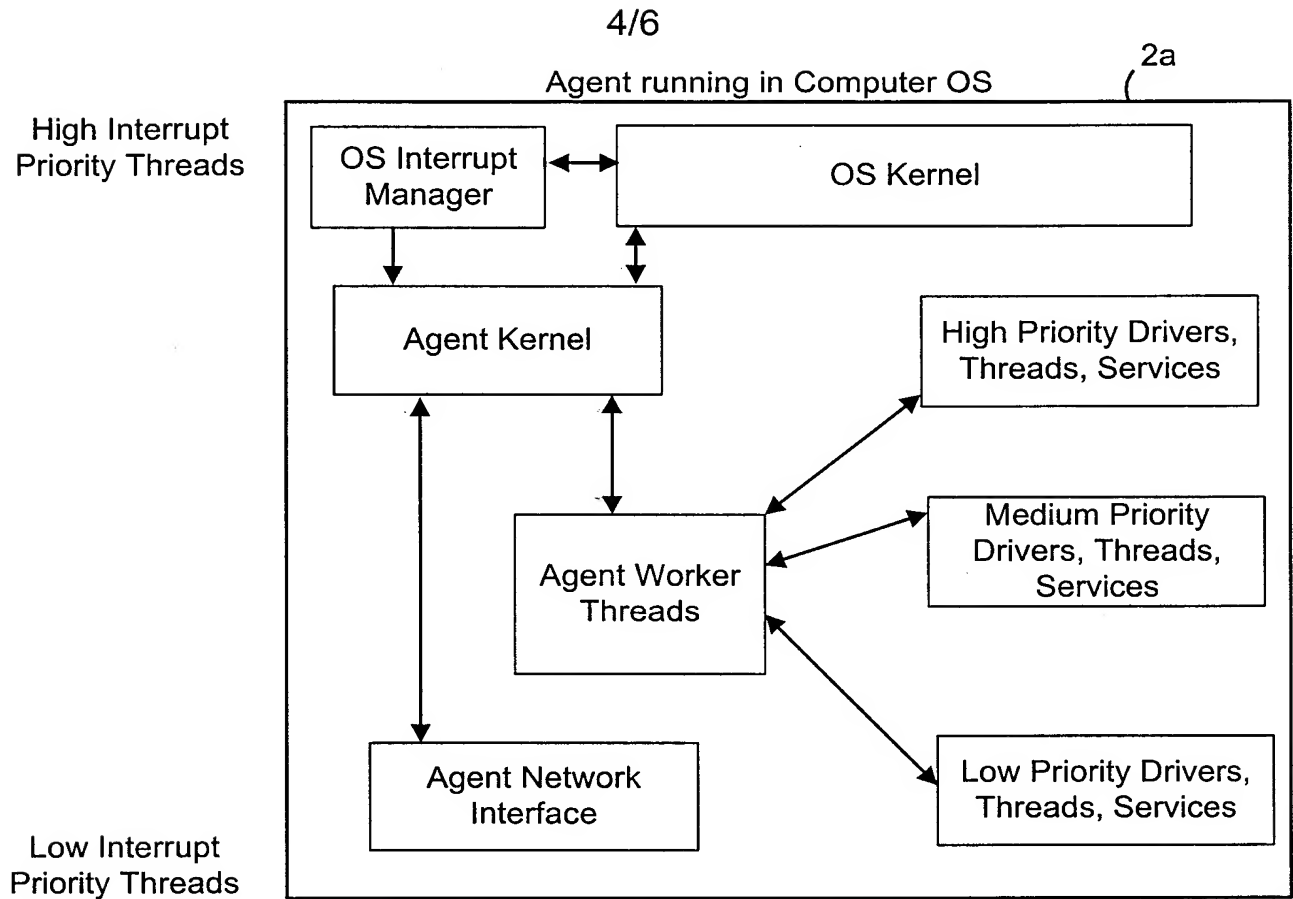 4/6
2a
Agent running in Computer OS
High Interrupt
Priority Threads
OS Interrupt
Manager
OS Kernel
Agent Kernel
High Priority Drivers,
Threads, Services
Medium Priority
Drivers, Threads,
Services
Agent Worker
Threads
Low Priority Drivers,
Threads, Services
Agent Network
Interface
Low Interrupt
Priority Threads